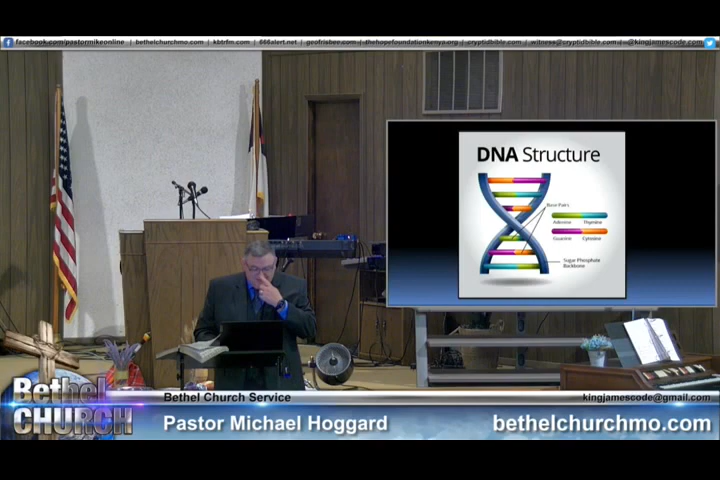 facebook.com/pastormikeonline | bethelchurchmo.com | kbtrfm.com | 666alert.net | geofrisbee.com | thehopefoundationkenya.org | cryptidbible.com | witness@cryptidbible.com | @kingjamescode.com
DNA Structure
Base Pairs
Adenine Thymine
Guanine Cytosine
Sugar Phosphate
Backbone
Bethel
CHURCH
Bethel Church Service
kingjamescode@gmail.com
Pastor Michael Hoggard
bethelchurchmo.com